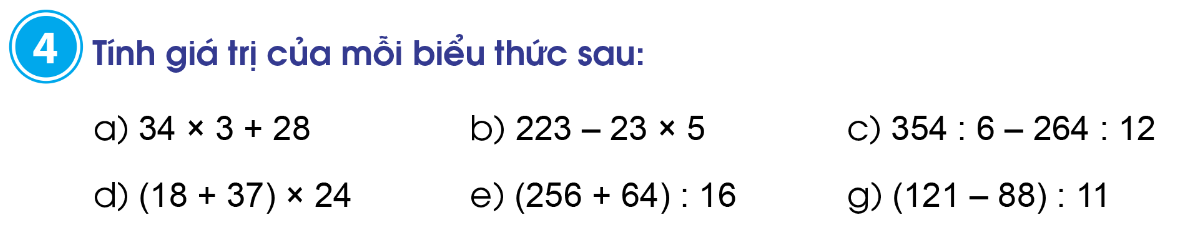 4 Tính giá trị của mỗi biểu thức sau:
a) 34 × 3 + 28 b) 223 – 23 × 5 c) 354 : 6 – 264 : 12
d) (18 + 37) × 24 e) (256 + 64) : 16 g) (121 – 88) : 11